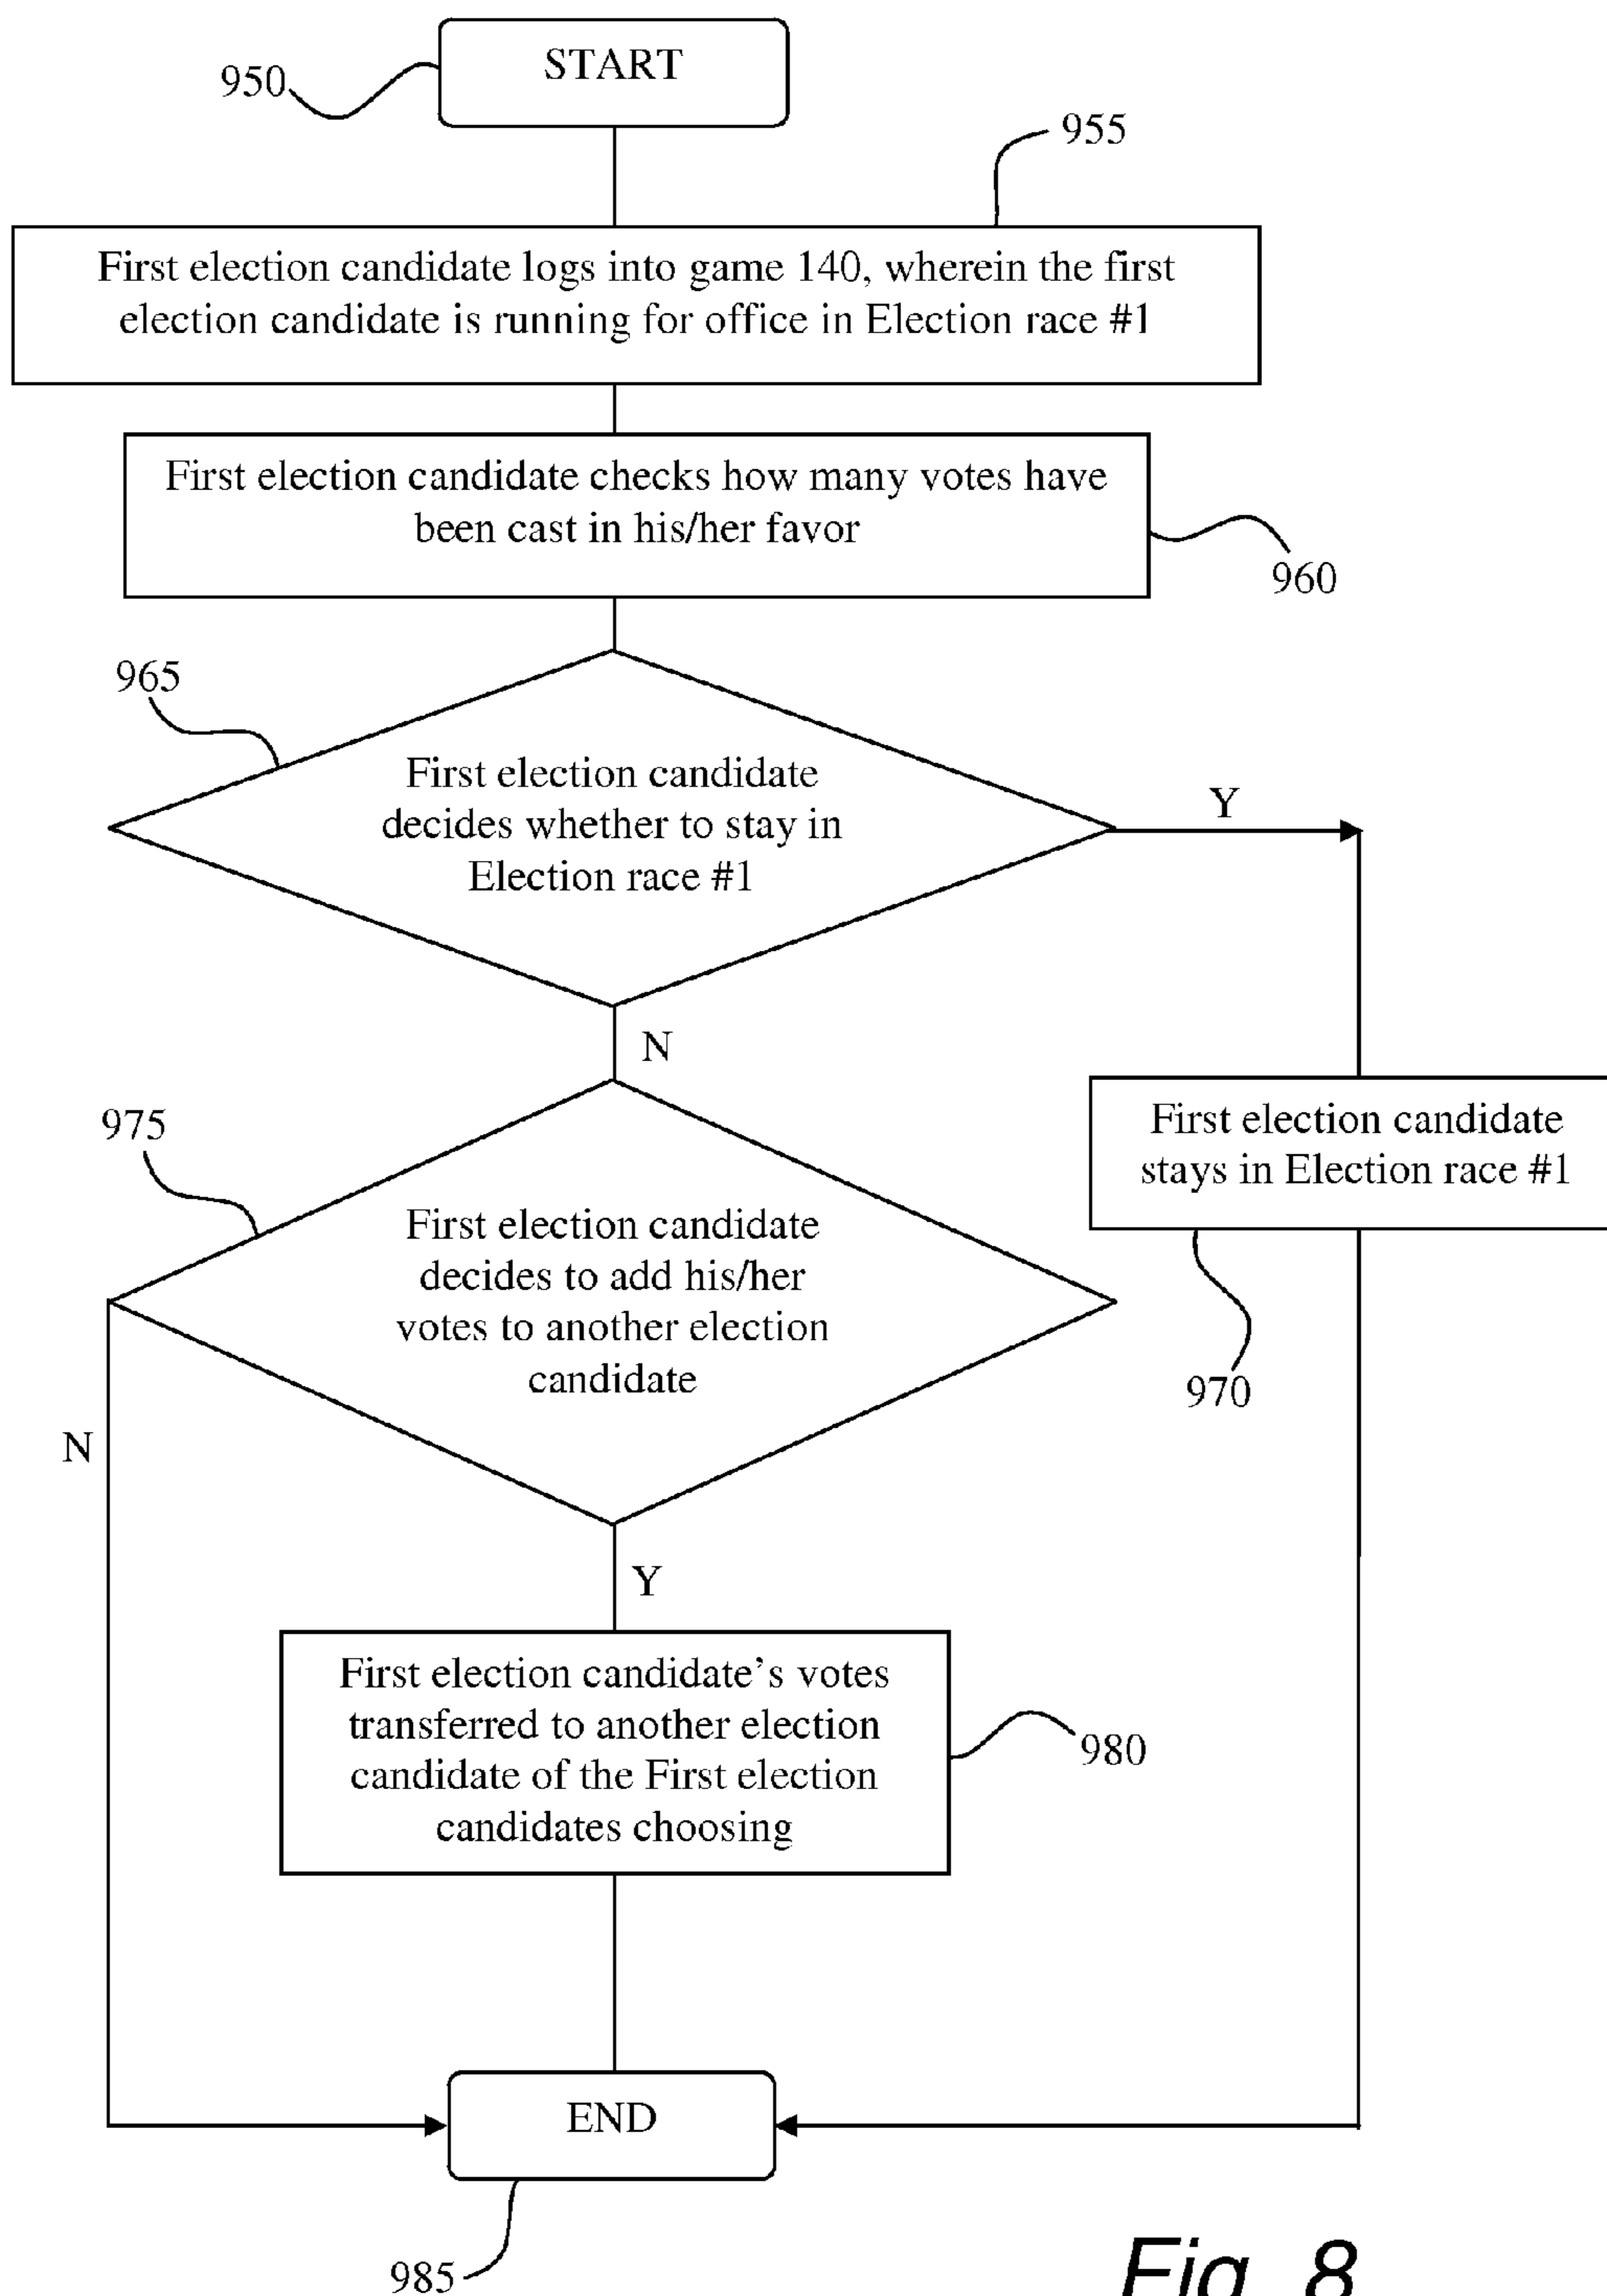 START
950
955
First election candidate logs into game 140, wherein the first
election candidate is running for office in Election race #1
First election candidate checks how many votes have
been cast in his/her favor
960
965
First election candidate
decides whether to stay in
Election race #1
Y
N
975
First election candidate
stays in Election race #1
First election candidate
decides to add his/her
votes to another election
candidate
970
N
Y
First election candidate's votes
transferred to another election
candidate of the First election
candidates choosing
980
END
985
Fig. 8